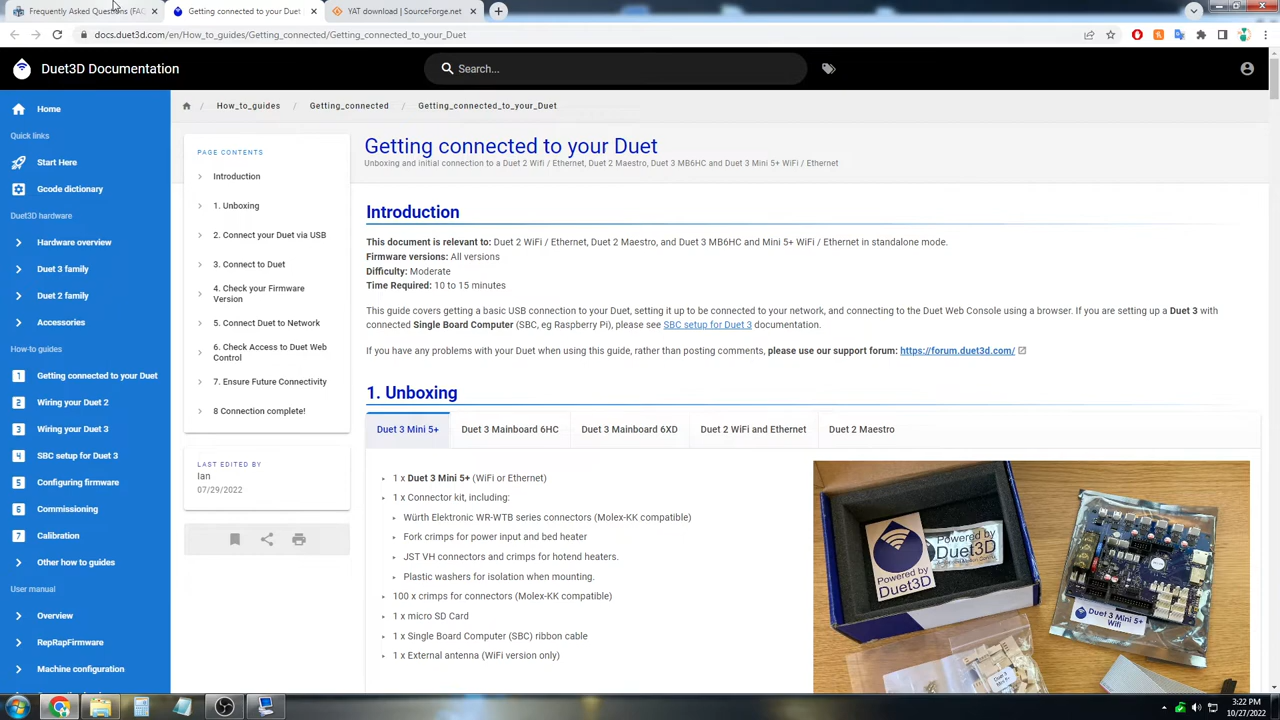 Frequently Asked Questions (FAQ
Getting connected to your Duet
YAT download | SourceForge.net
docs.duet3d.com/en/How_to_guides/Getting_connected/Getting_connected_to_your_Duet
Duet3D Documentation
Search...
Home
Quick links
Start Here
Gcode dictionary
Duet3D hardware
Hardware overview
Duet 3 family
Duet 2 family
Accessories
How-to guides
1 Getting connected to your Duet
2 Wiring your Duet 2
3 Wiring your Duet 3
4 SBC setup for Duet 3
5 Configuring firmware
6 Commissioning
7 Calibration
Other how to guides
User manual
Overview
RepRapFirmware
Machine configuration
/ How_to_guides / Getting_connected / Getting_connected_to_your_Duet
PAGE CONTENTS
Introduction
1. Unboxing
2. Connect your Duet via USB
3. Connect to Duet
4. Check your Firmware
Version
5. Connect Duet to Network
6. Check Access to Duet Web
Control
7. Ensure Future Connectivity
8 Connection complete!
LAST EDITED BY
Ian
07/29/2022
Getting connected to your Duet
Unboxing and initial connection to a Duet 2 Wifi / Ethernet, Duet 2 Maestro, Duet 3 MB6HC and Duet 3 Mini 5+ WiFi / Ethernet
Introduction
This document is relevant to: Duet 2 WiFi / Ethernet, Duet 2 Maestro, and Duet 3 MB6HC and Mini 5+ WiFi / Ethernet in standalone mode.
Firmware versions: All versions
Difficulty: Moderate
Time Required: 10 to 15 minutes
This guide covers getting a basic USB connection to your Duet, setting it up to be connected to your network, and connecting to the Duet Web Console using a browser. If you are setting up a Duet 3 with
connected Single Board Computer (SBC, eg Raspberry Pi), please see SBC setup for Duet 3 documentation.
If you have any problems with your Duet when using this guide, rather than posting comments, please use our support forum: https://forum.duet3d.com/
1. Unboxing
Duet 3 Mini 5+ Duet 3 Mainboard 6HC Duet 3 Mainboard 6XD Duet 2 WiFi and Ethernet Duet 2 Maestro
1 x Duet 3 Mini 5+ (WiFi or Ethernet)
1 x Connector kit, including:
Würth Elektronic WR-WTB series connectors (Molex-KK compatible)
Fork crimps for power input and bed heater
JST VH connectors and crimps for hotend heaters.
Plastic washers for isolation when mounting.
100 x crimps for connectors (Molex-KK compatible)
1 x micro SD Card
1 x Single Board Computer (SBC) ribbon cable
1 x External antenna (WiFi version only)
Powered by
Duet3D
Powered by
Duet3D
Duet 3 Mini 5+
Wifi
3:22 PM
10/27/2022